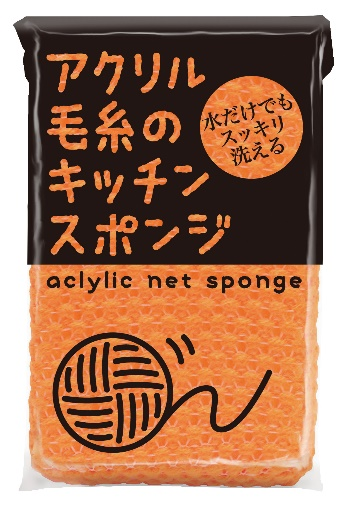 アクリル
毛糸の
キッチン
スポンジ
水だけでも
スッキリ
洗える
aclylic net sponge